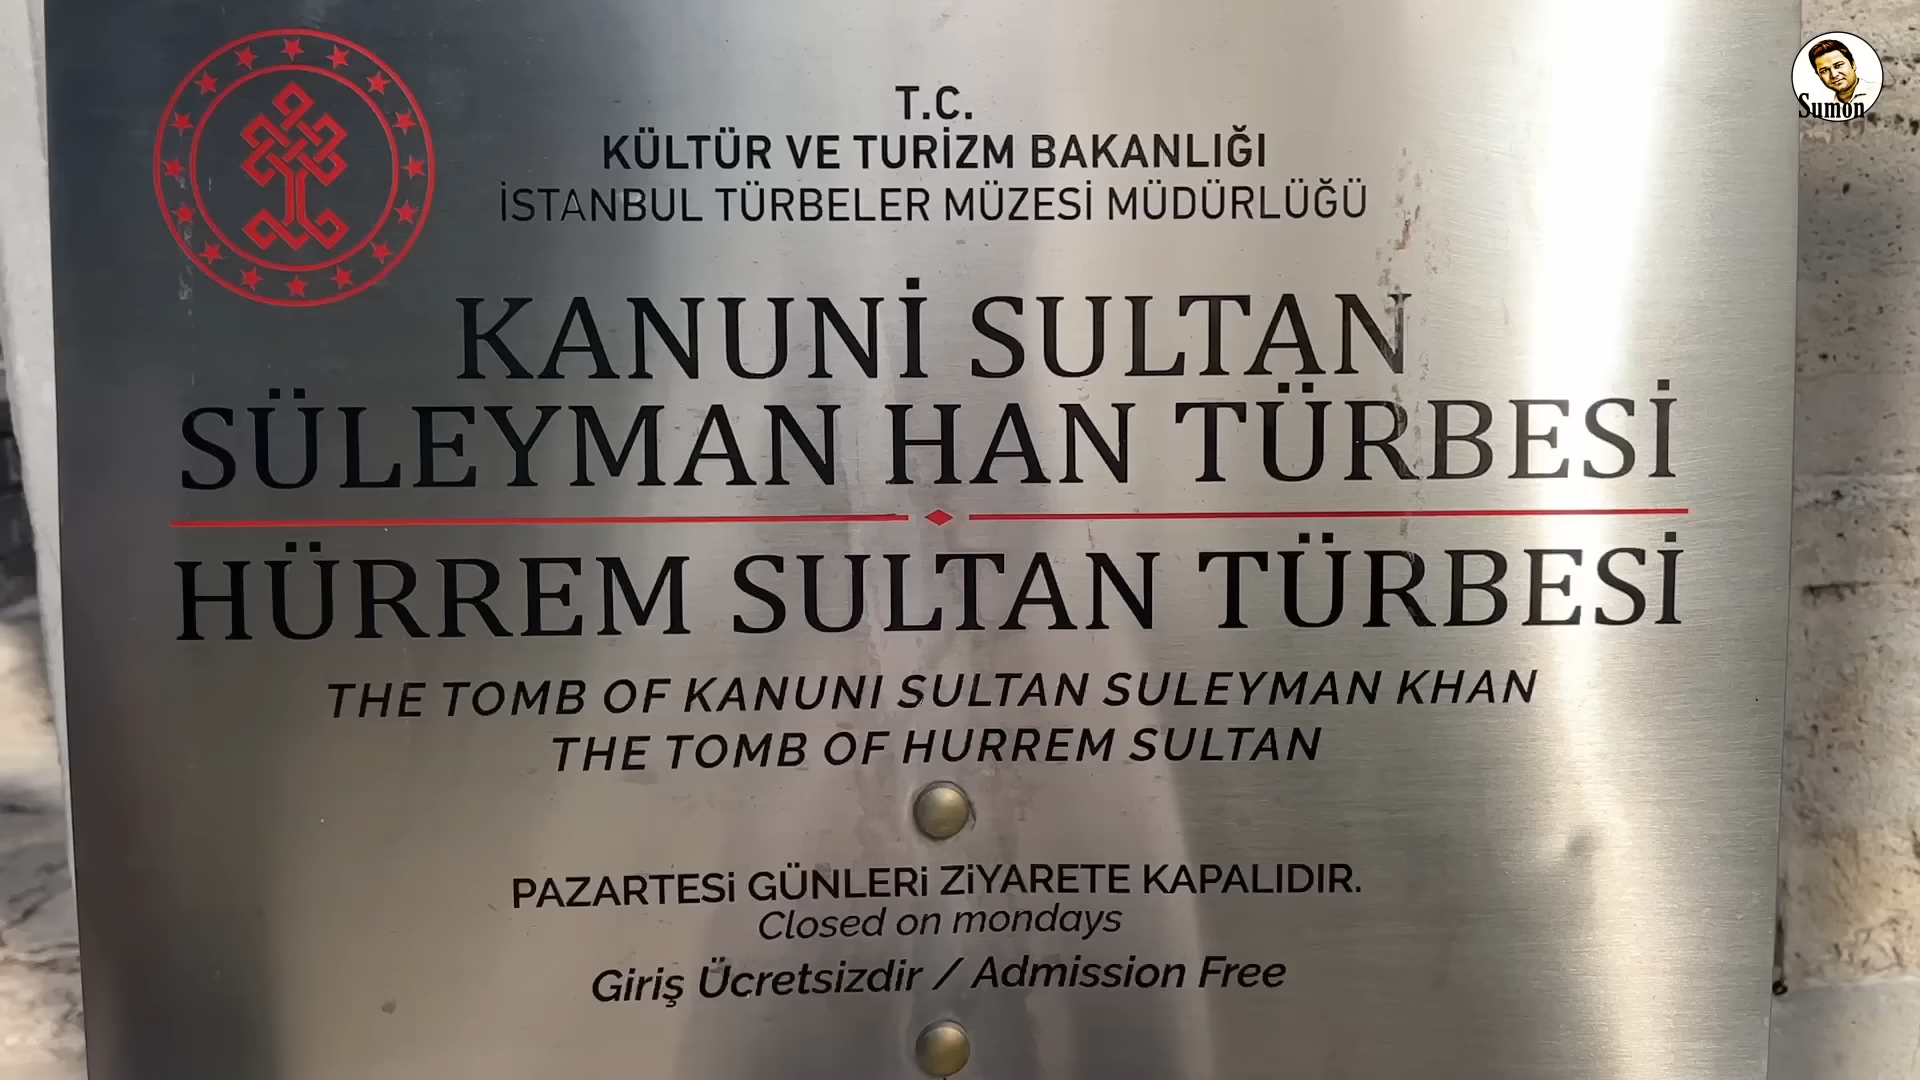 Sumon
T.C.
KÜLTÜR VE TURİZM BAKANLIĞI
İSTANBUL TÜRBELER MÜZESİ MÜDÜRLÜĞÜ
KANUNİ SULTAN
SÜLEYMAN HAN TÜRBESİ
HÜRREM SULTAN TÜRBESİ
THE TOMB OF KANUNI SULTAN SULEYMAN KHAN
THE TOMB OF HURREM SULTAN
PAZARTESİ GÜNLERİ ZİYARETE KAPALIDIR.
Closed on mondays
Giriş Ücretsizdir / Admission Free